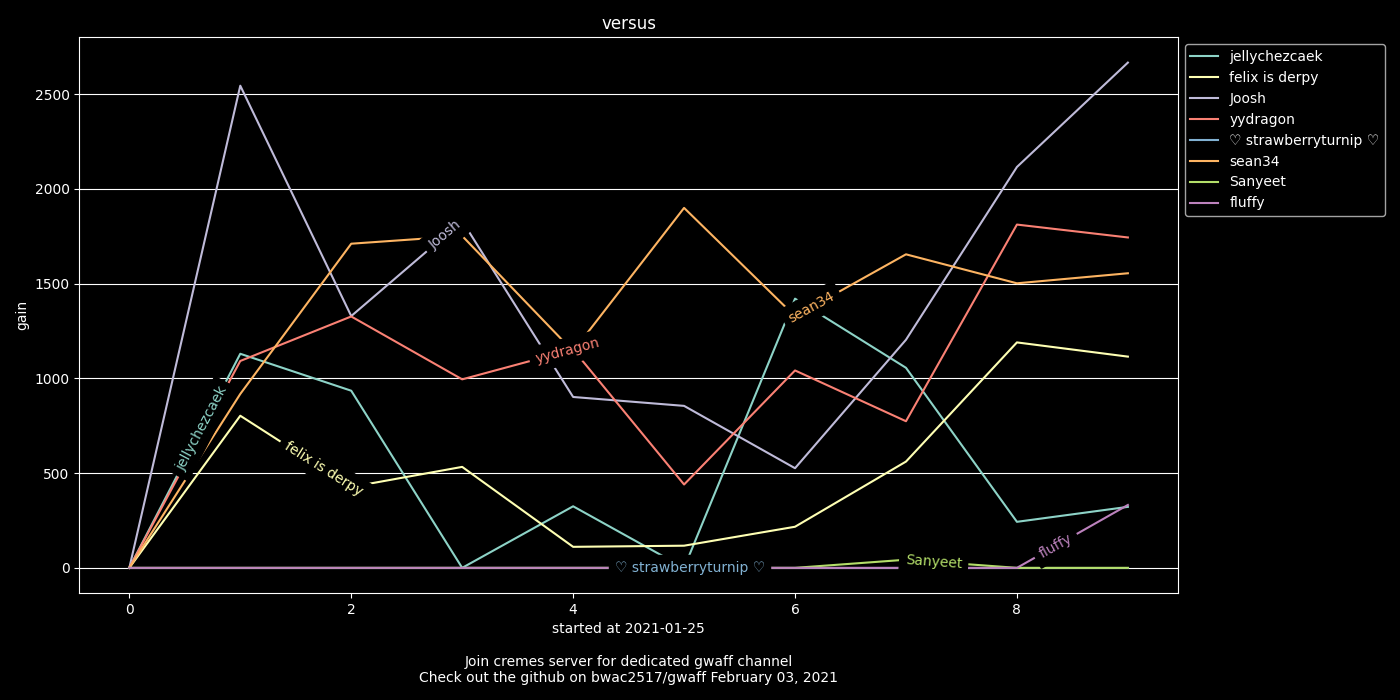 versus
2500
2000
1500
1000
500
0
gain
0
2
4
6
8
started at 2021-01-25
jellychezcaek
felix is derpy
Joosh
yydragon
♡ strawberryturnip ♡
sean34
Sanyeet
fluffy
jellychezcaek
felix is derpy
Joosh
yydragon
♡ strawberryturnip ♡
sean34
Sanyeet
fluffy
Join cremes server for dedicated gwaff channel
Check out the github on bwac2517/gwaff February 03, 2021